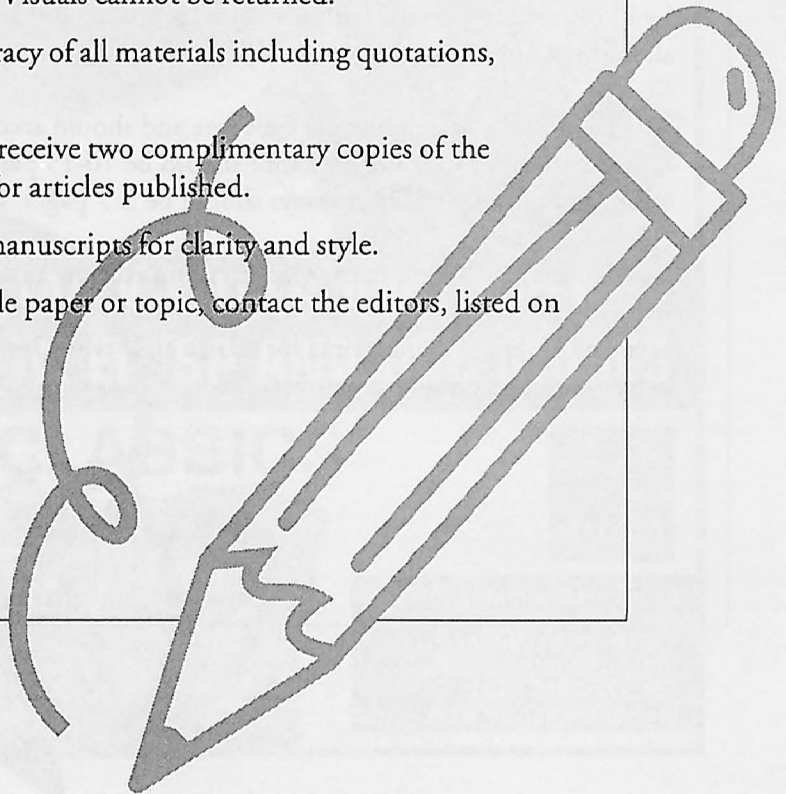 Visuals cannot be returned.
racy of all materials including quotations,
receive two complimentary copies of the
or articles published.
manuscripts for clarity and style.
le paper or topic, contact the editors, listed on